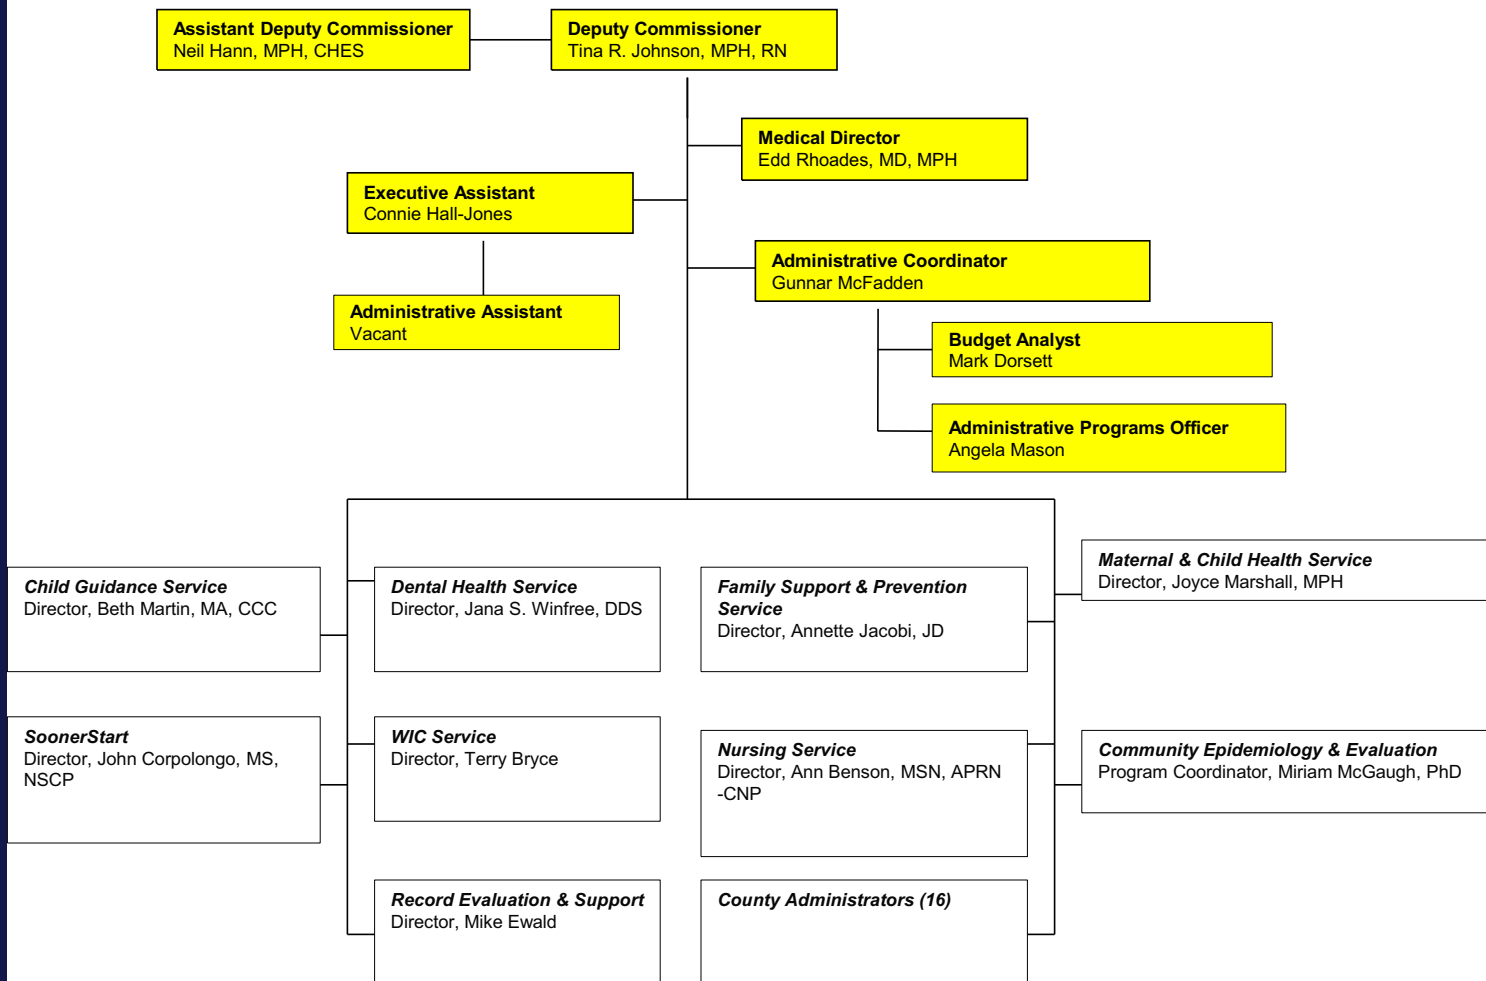 Assistant Deputy Commissioner
Neil Hann, MPH, CHES
Deputy Commissioner
Tina R. Johnson, MPH, RN
Medical Director
Edd Rhoades, MD, MPH
Executive Assistant
Connie Hall-Jones
Administrative Coordinator
Gunnar McFadden
Administrative Assistant
Vacant
Budget Analyst
Mark Dorsett
Administrative Programs Officer
Angela Mason
Child Guidance Service
Director, Beth Martin, MA, CCC
Dental Health Service
Director, Jana S. Winfree, DDS
Family Support & Prevention
Service
Director, Annette Jacobi, JD
Maternal & Child Health Service
Director, Joyce Marshall, MPH
SoonerStart
Director, John Corpolongo, MS,
NSCP
WIC Service
Director, Terry Bryce
Nursing Service
Director, Ann Benson, MSN, APRN
-CNP
Community Epidemiology & Evaluation
Program Coordinator, Miriam McGaugh, PhD
Record Evaluation & Support
Director, Mike Ewald
County Administrators (16)